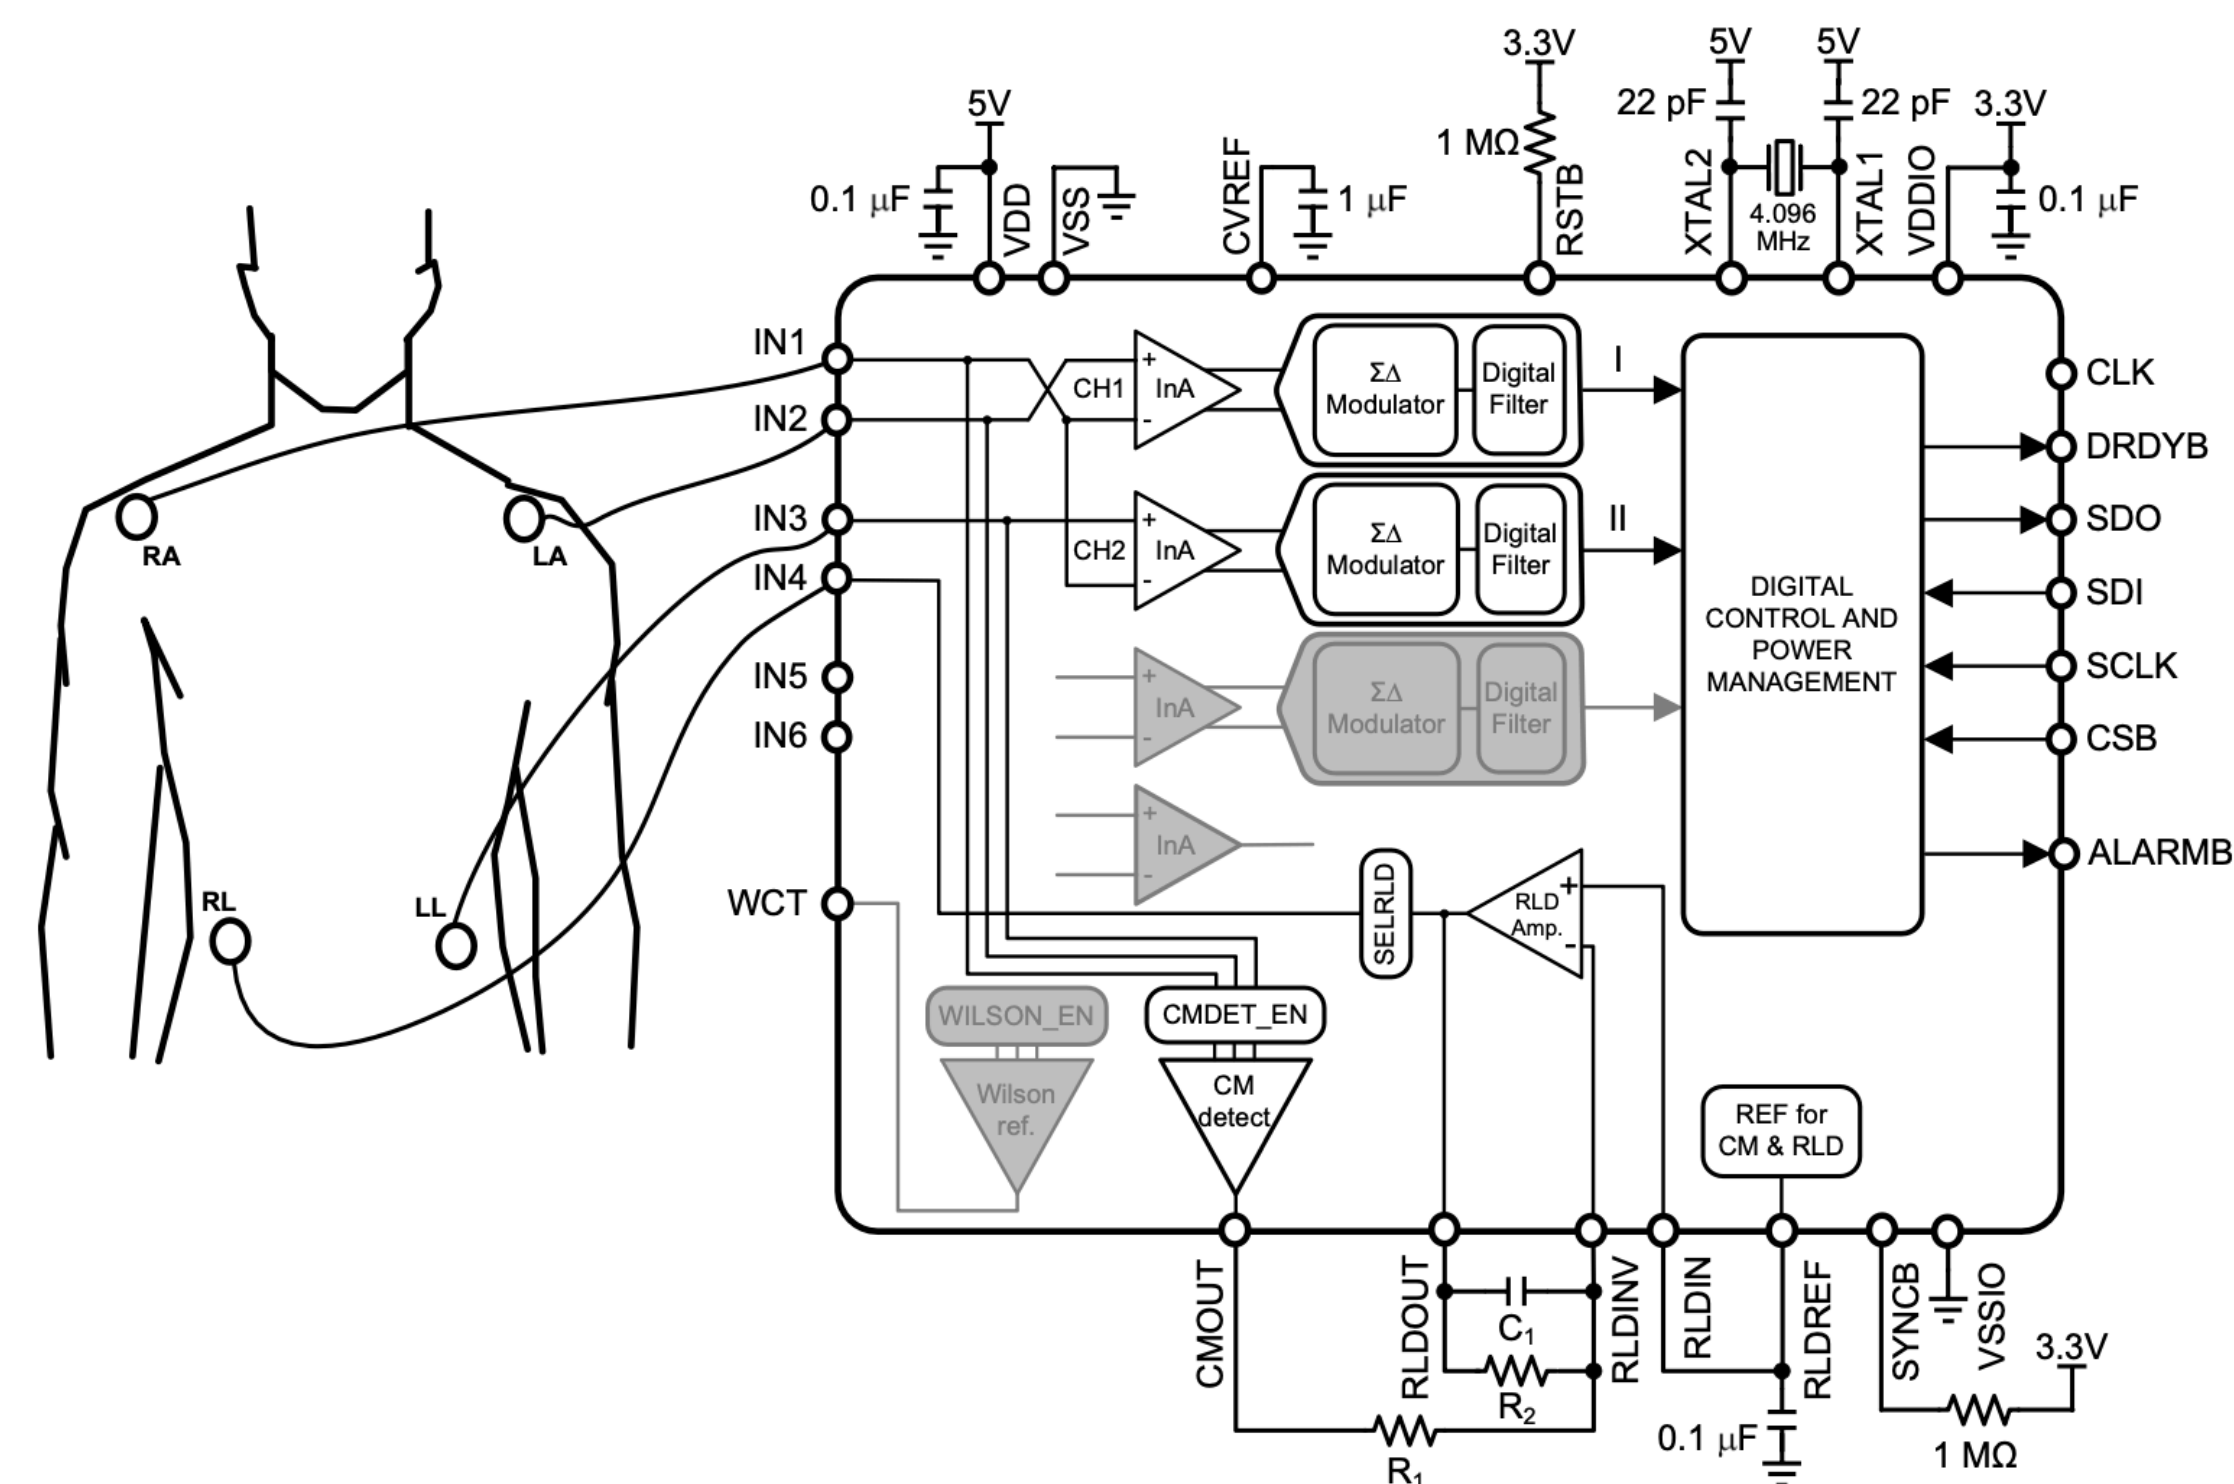 3.3V
5V
5V
22 pF
22 pF
3.3V
5V
1 MΩ
0.1 μF
VDD
VSS
CVREF
1 μF
RSTB
XTAL2
4.096
MHz
XTAL1
VDDIO
0.1 μF
IN1
IN2
IN3
IN4
IN5
IN6
WCT
RA
LA
RL
LL
CH1
+
InA
-
ΣΔ
Modulator
Digital
Filter
I
CH2
+
InA
-
ΣΔ
Modulator
Digital
Filter
II
+
InA
-
ΣΔ
Modulator
Digital
Filter
+
InA
-
DIGITAL
CONTROL AND
POWER
MANAGEMENT
CLK
DRDYB
SDO
SDI
SCLK
CSB
ALARMB
SELRLD
RLD
Amp.
+
-
WILSON_EN
Wilson
ref.
CMDET_EN
CM
detect
REF for
CM & RLD
CMOUT
RLDOUT
C1
R2
R1
RLDINV
RLDIN
RLDREF
0.1 μF
SYNCB
VSSIO
3.3V
1 MΩ